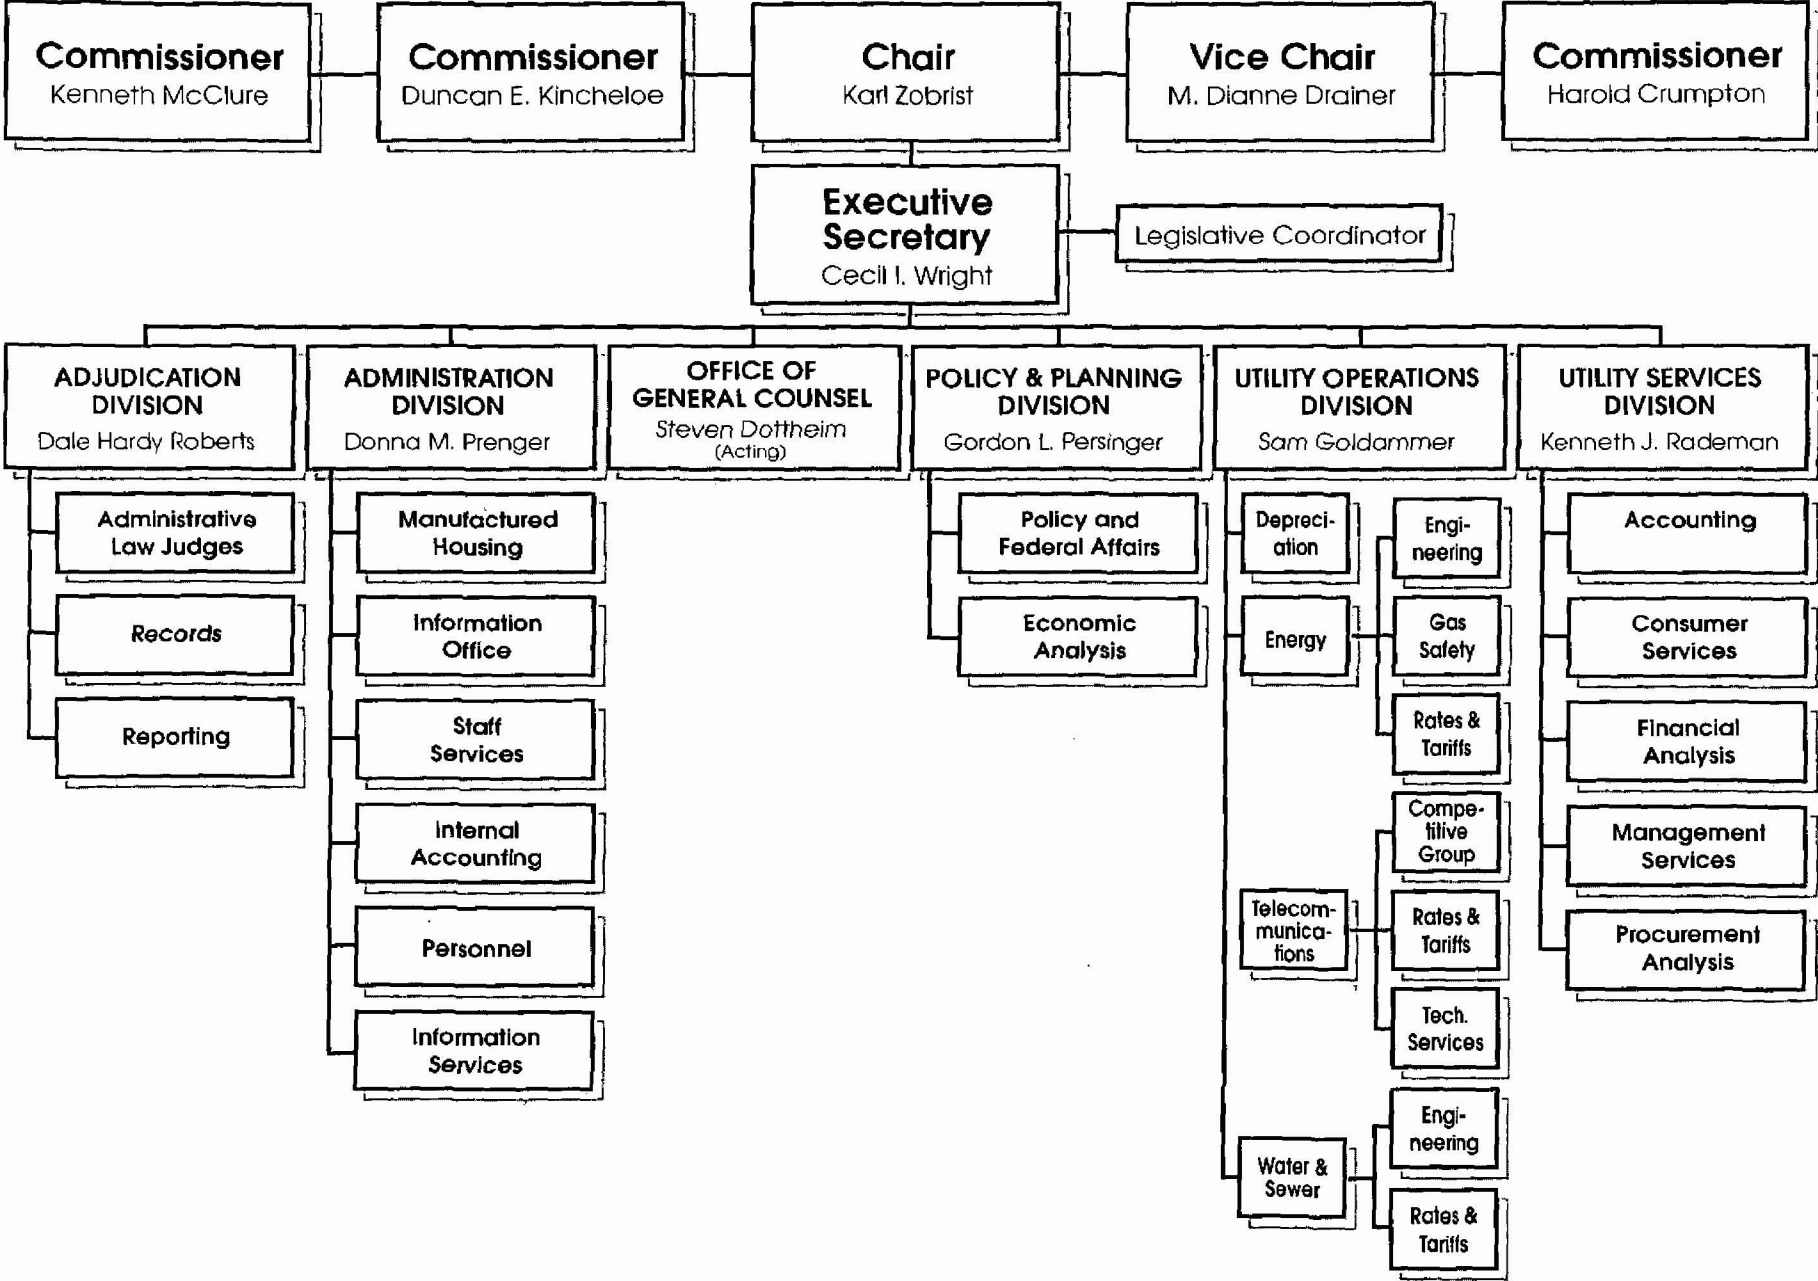 Commissioner
Kenneth McClure
Commissioner
Duncan E. Kincheloe
Chair
Karl Zobrist
Vice Chair
M. Dianne Drainer
Commissioner
Harold Crumpton
Executive
Secretary
Cecil I. Wright
Legislative Coordinator
ADJUDICATION
DIVISION
Dale Hardy Roberts
Administrative
Law Judges
Records
Reporting
ADMINISTRATION
DIVISION
Donna M. Prenger
Manufactured
Housing
Information
Office
Staff
Services
Internal
Accounting
Personnel
Information
Services
OFFICE OF
GENERAL COUNSEL
Steven Dottheim
(Acting)
POLICY & PLANNING
DIVISION
Gordon L. Persinger
Policy and
Federal Affairs
Economic
Analysis
UTILITY OPERATIONS
DIVISION
Sam Goldammer
Depreci-
ation
Energy
Engi-
neering
Gas
Safety
Rates &
Tariffs
Telecom-
munica-
tions
Compe-
titive
Group
Rates &
Tariffs
Tech.
Services
Water &
Sewer
Engi-
neering
Rates &
Tariffs
UTILITY SERVICES
DIVISION
Kenneth J. Rademan
Accounting
Consumer
Services
Financial
Analysis
Management
Services
Procurement
Analysis